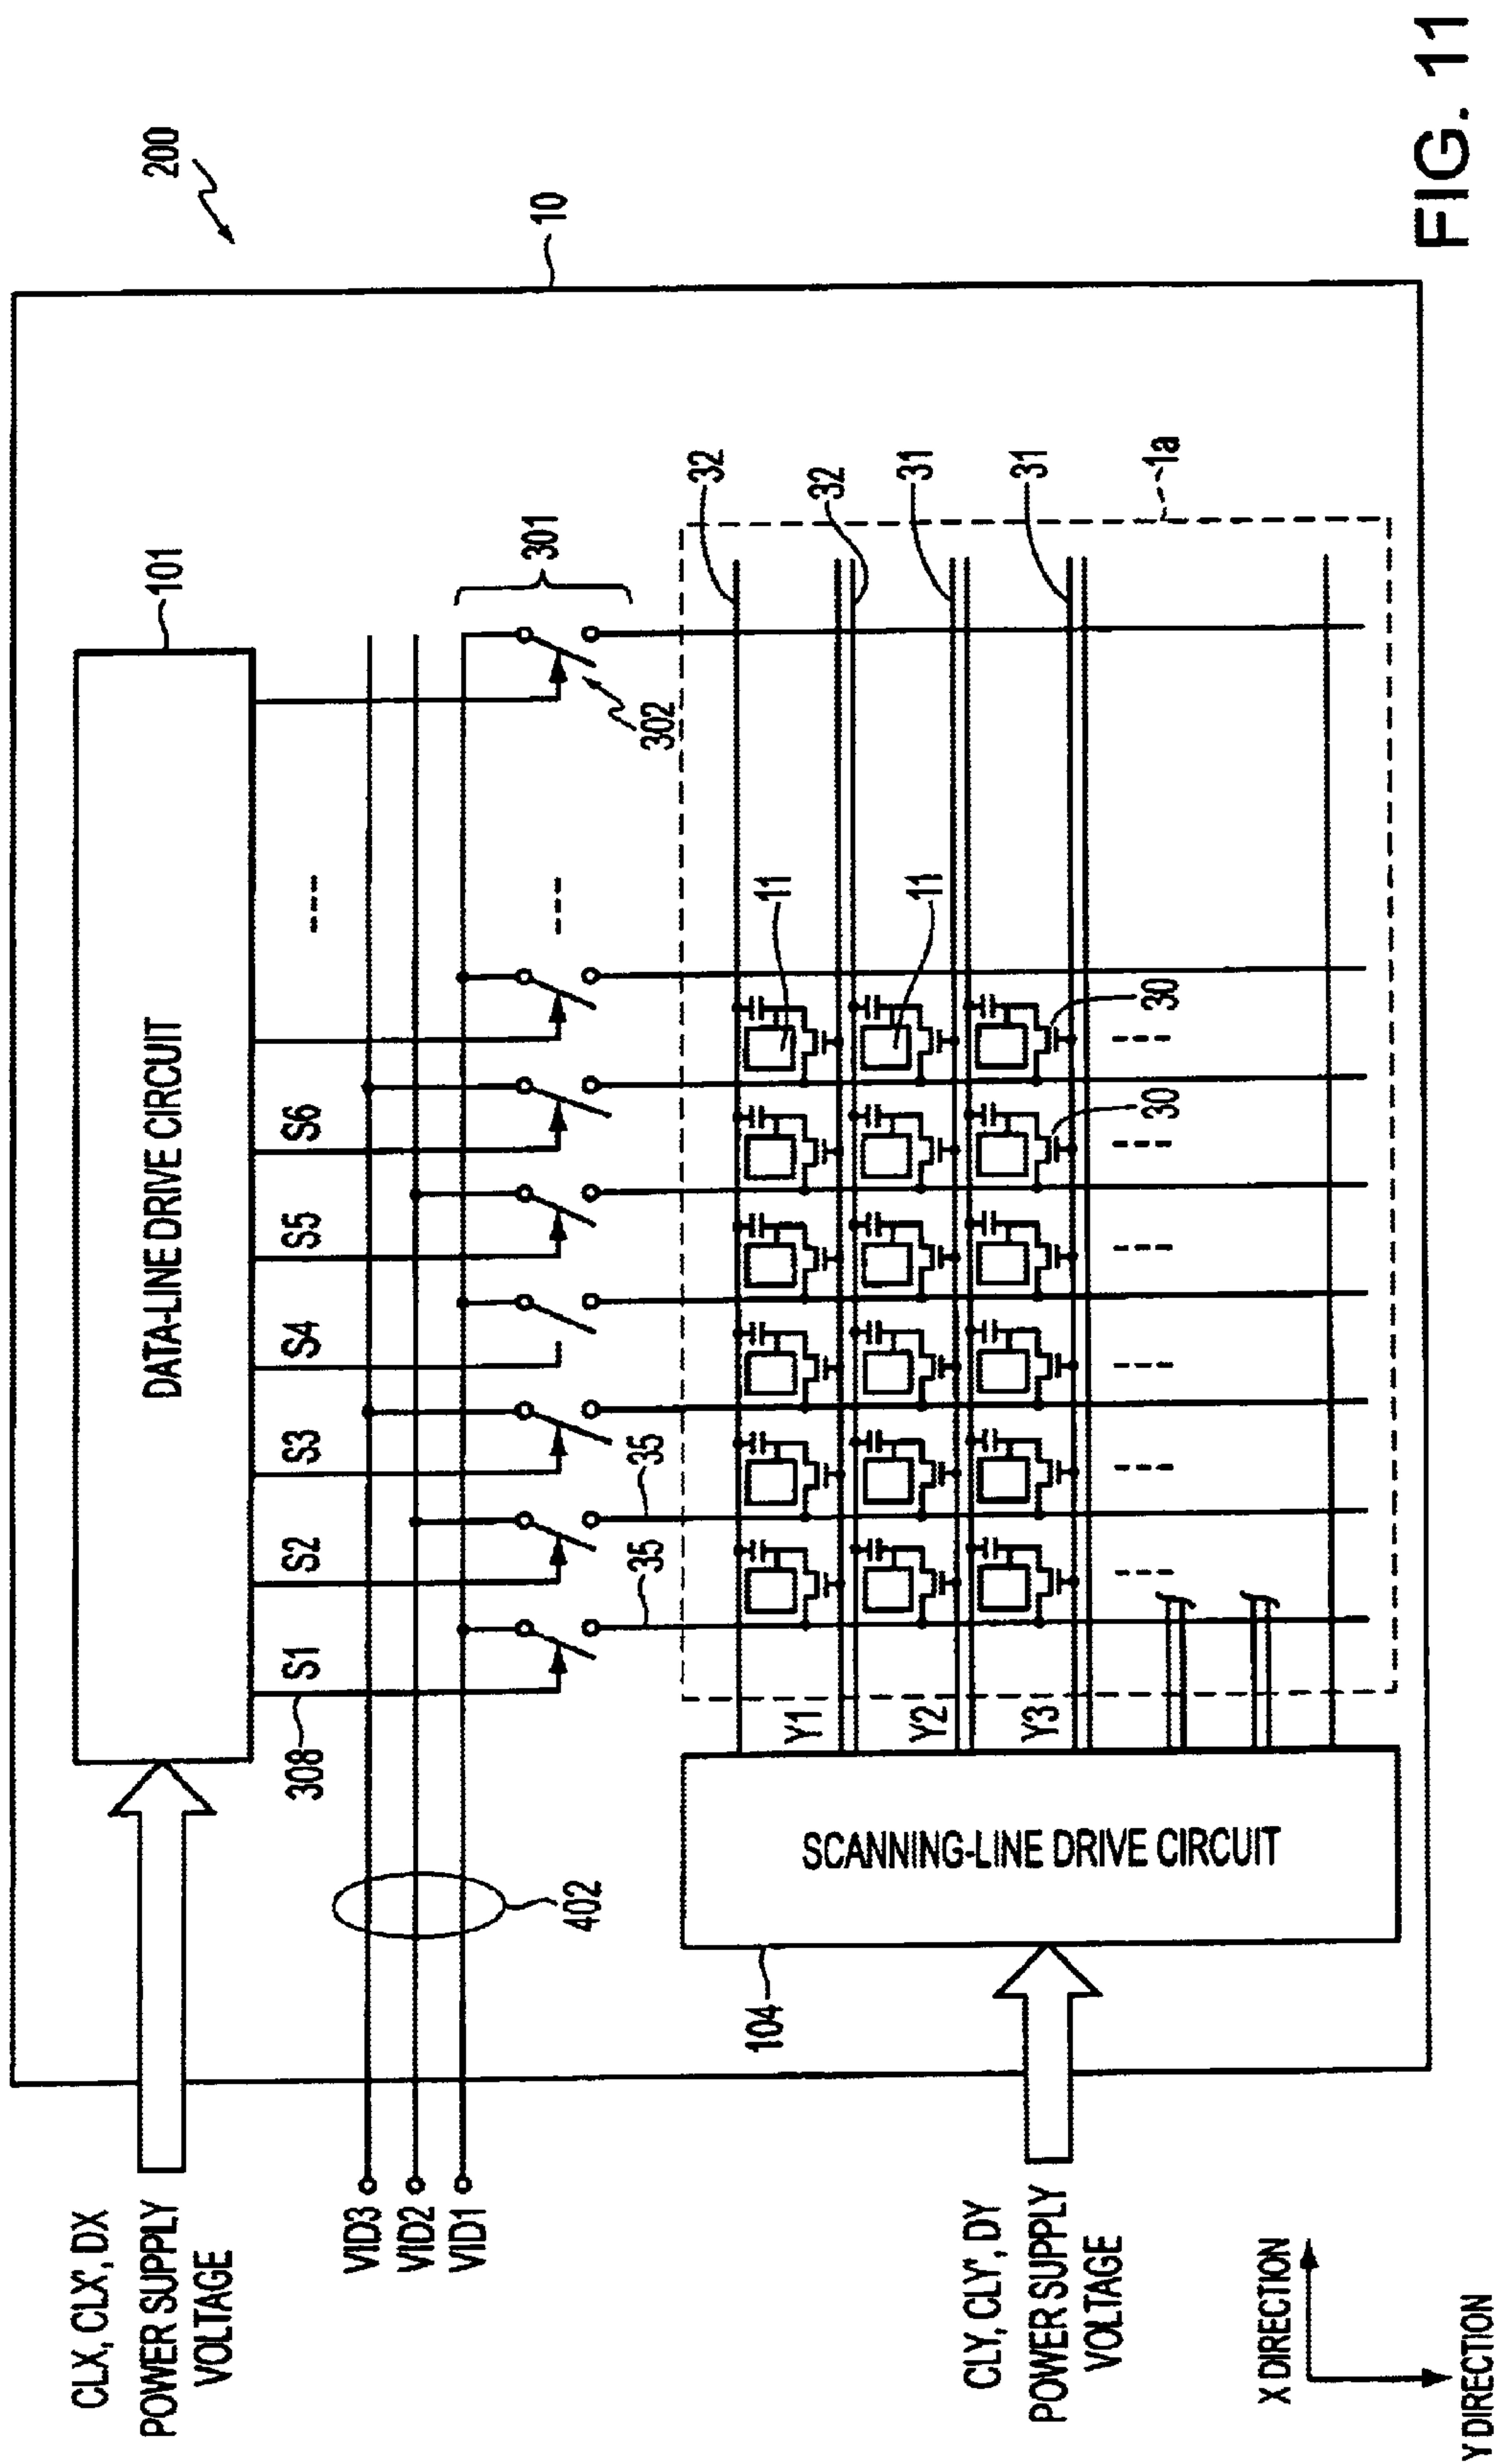 200
10
CLX, CLX', DX
POWER SUPPLY
VOLTAGE
DATA-LINE DRIVE CIRCUIT
101
308
S1
S2
S3
S4
S5
S6
VID3
VID2
VID1
402
301
302
35
35
32
32
31
31
1a
11
11
30
30
Y1
Y2
Y3
104
SCANNING-LINE DRIVE CIRCUIT
CLY, CLY', DY
POWER SUPPLY
VOLTAGE
X DIRECTION
Y DIRECTION
FIG. 11